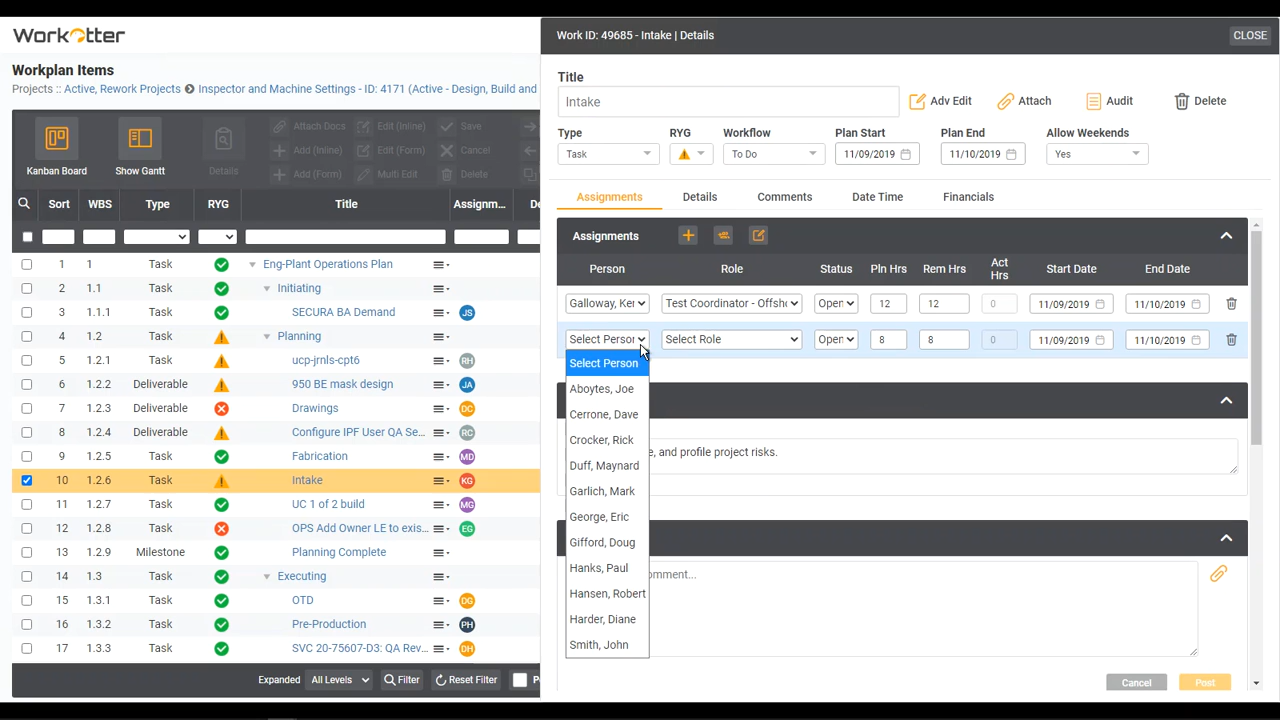 WorkOtter
Work ID: 49685 - Intake | Details
CLOSE
Workplan Items
Projects :: Active, Rework Projects Inspector and Machine Settings - ID: 4171 (Active - Design, Build and
Title
Intake
Adv Edit Attach Audit Delete
Type RYG Workflow Plan Start Plan End Allow Weekends
Task To Do 11/09/2019 11/10/2019 Yes
Kanban Board Show Gantt Details
Attach Docs Edit (Inline) Save
Add (Inline) Edit (Form) Cancel
Add (Form) Multi Edit Delete
Assignments Details Comments Date Time Financials
Sort WBS Type RYG Title Assignm... De
Assignments
Person Role Status Pln Hrs Rem Hrs Act Hrs Start Date End Date
Galloway, Ker Test Coordinator - Offsh Open 12 12 0 11/09/2019 11/10/2019
Select Person Select Role Open 8 8 0 11/09/2019 11/10/2019
Select Person
Aboytes, Joe
Cerrone, Dave
Crocker, Rick
Duff, Maynard
Garlich, Mark
George, Eric
Gifford, Doug
Hanks, Paul
Hansen, Robert
Harder, Diane
Smith, John
e, and profile project risks.
omment...
Cancel Post
1 1 Task Eng-Plant Operations Plan
2 1.1 Task Initiating
3 1.1.1 Task SECURA BA Demand JS
4 1.2 Task Planning
5 1.2.1 Task ucp-jrnls-cpt6 RH
6 1.2.2 Deliverable 950 BE mask design JA
7 1.2.3 Deliverable Drawings DC
8 1.2.4 Deliverable Configure IPF User QA Se... RC
9 1.2.5 Task Fabrication MD
10 1.2.6 Task Intake KG
11 1.2.7 Task UC 1 of 2 build MG
12 1.2.8 Task OPS Add Owner LE to exis... EG
13 1.2.9 Milestone Planning Complete
14 1.3 Task Executing
15 1.3.1 Task OTD DG
16 1.3.2 Task Pre-Production PH
17 1.3.3 Task SVC 20-75607-D3: QA Rev... DH
Expanded All Levels Filter Reset Filter P